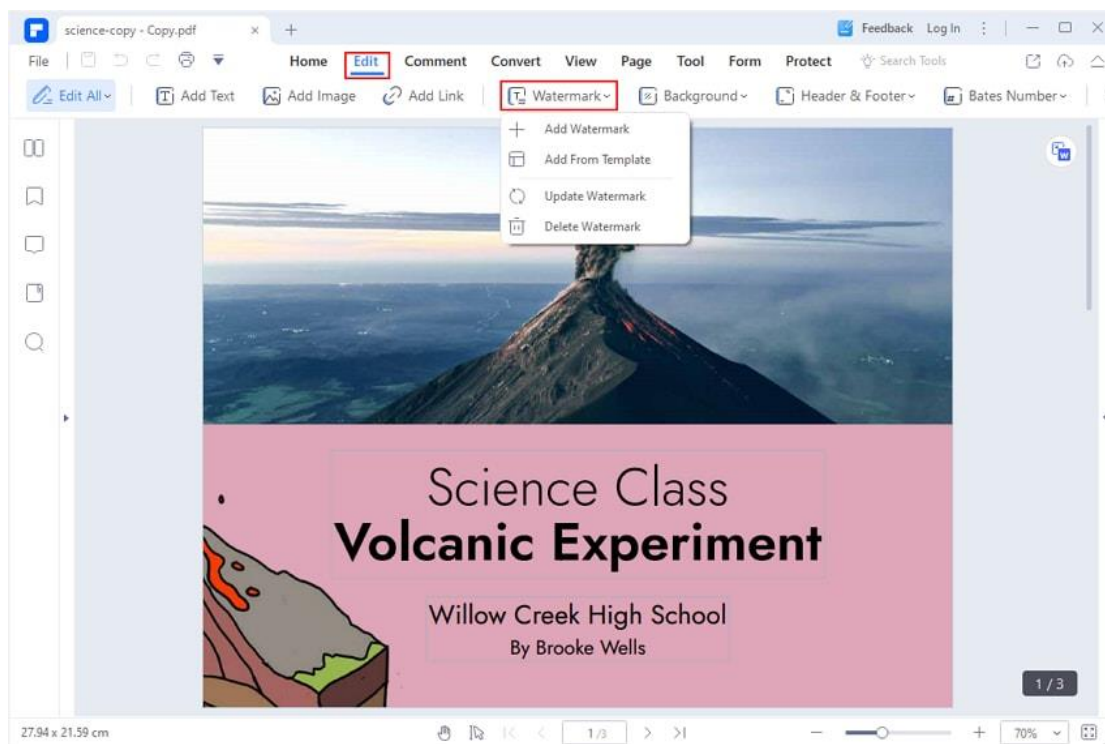 science-copy - Copy.pdf
Feedback Log In
File Home Edit Comment Convert View Page Tool Form Protect Search Tools
Edit All Add Text Add Image Add Link Watermark Background Header & Footer Bates Number
Add Watermark
Add From Template
Update Watermark
Delete Watermark
Science Class
Volcanic Experiment
Willow Creek High School
By Brooke Wells
1 / 3
27.94 x 21.59 cm 1 /3 70%